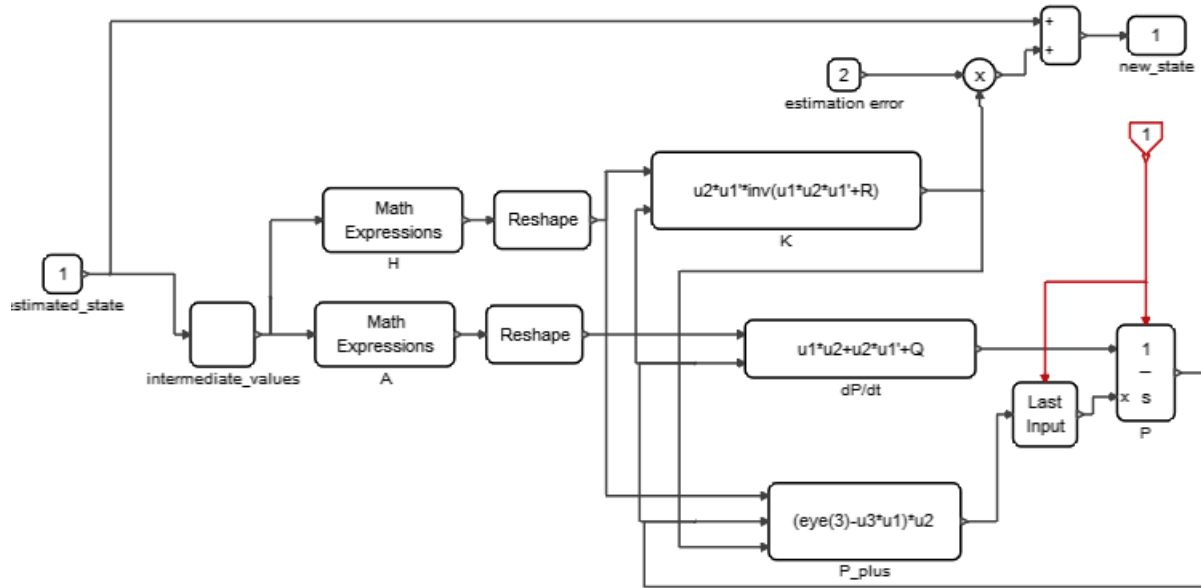 +
+
1
new_state
2
x
estimation error
1
u2*u1'*inv(u1*u2*u1'+R)
K
Math
Expressions
H
Reshape
1
stimated_state
intermediate_values
Math
Expressions
A
Reshape
u1*u2+u2*u1'+Q
dP/dt
1
s
x
P
Last
Input
(eye(3)-u3*u1)*u2
P_plus